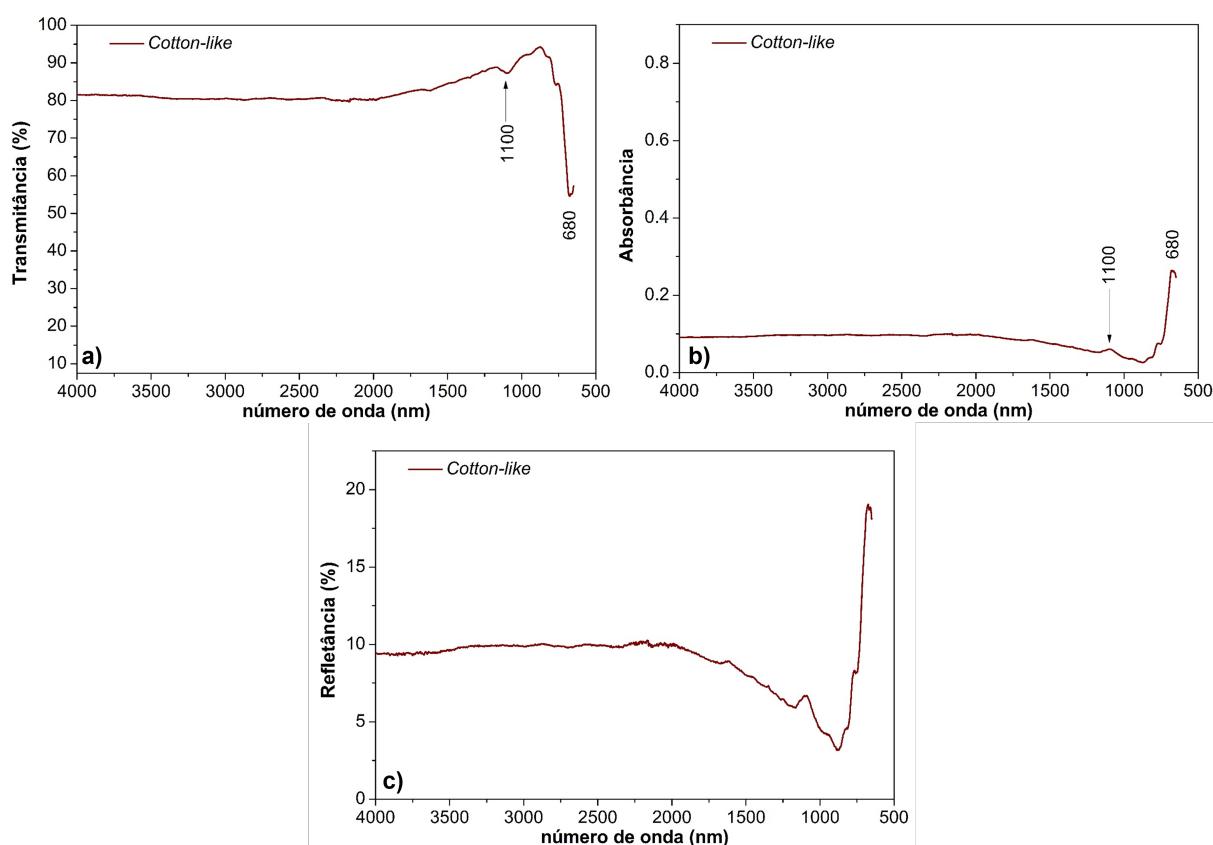 Cotton-like
100
90
80
70
60
50
40
30
20
10
1100
680
Transmitância (%)
a)
4000 3500 3000 2500 2000 1500 1000 500
número de onda (nm)
Cotton-like
0.8
0.6
0.4
0.2
0.0
1100
680
Absorbância
b)
4000 3500 3000 2500 2000 1500 1000 500
número de onda (nm)
Cotton-like
20
15
10
5
0
Refletância (%)
c)
4000 3500 3000 2500 2000 1500 1000 500
número de onda (nm)